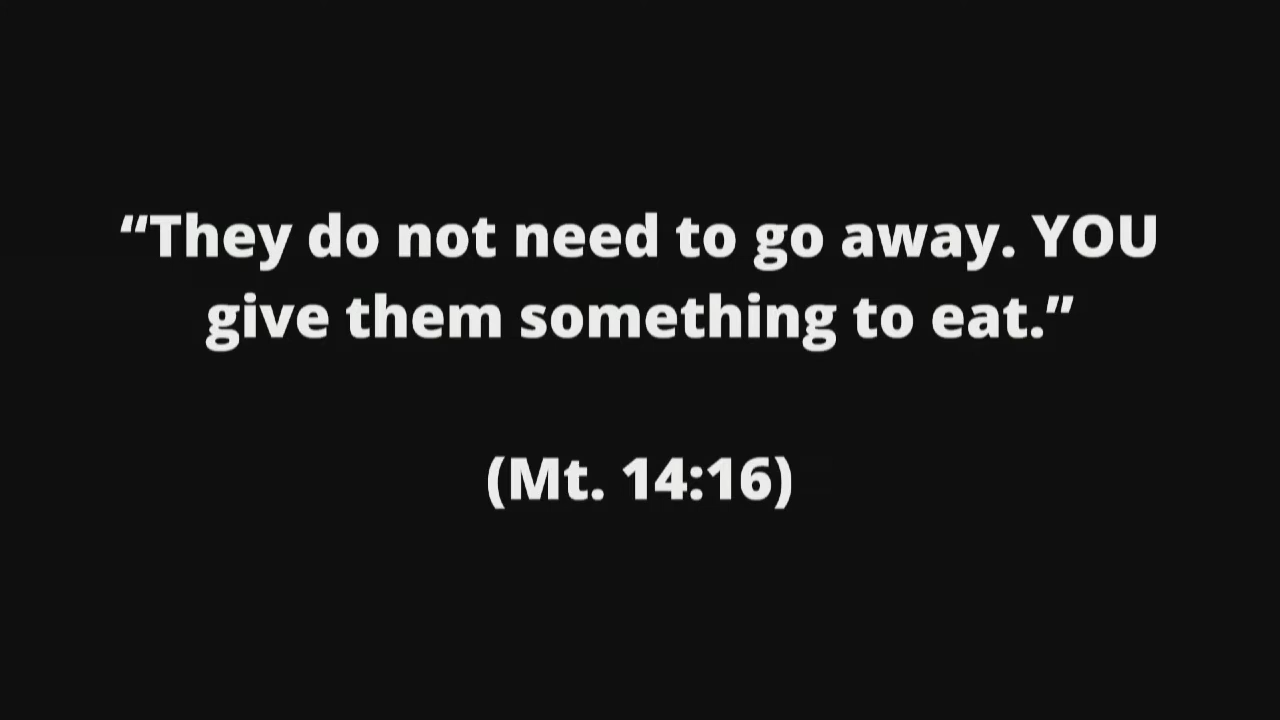 “They do not need to go away. YOU
give them something to eat.”
(Mt. 14:16)